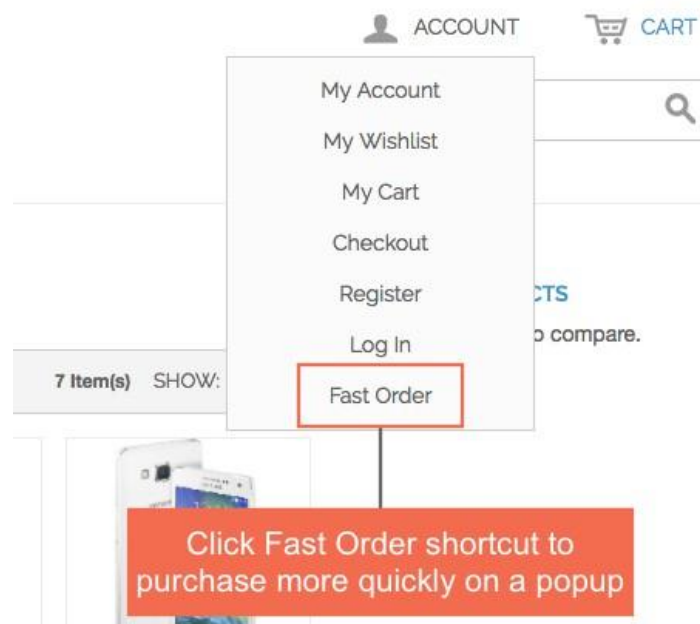 ACCOUNT
CART
My Account
My Wishlist
My Cart
Checkout
Register
CTS
Log In
o compare.
7 Item(s) SHOW:
Fast Order
Click Fast Order shortcut to
purchase more quickly on a popup